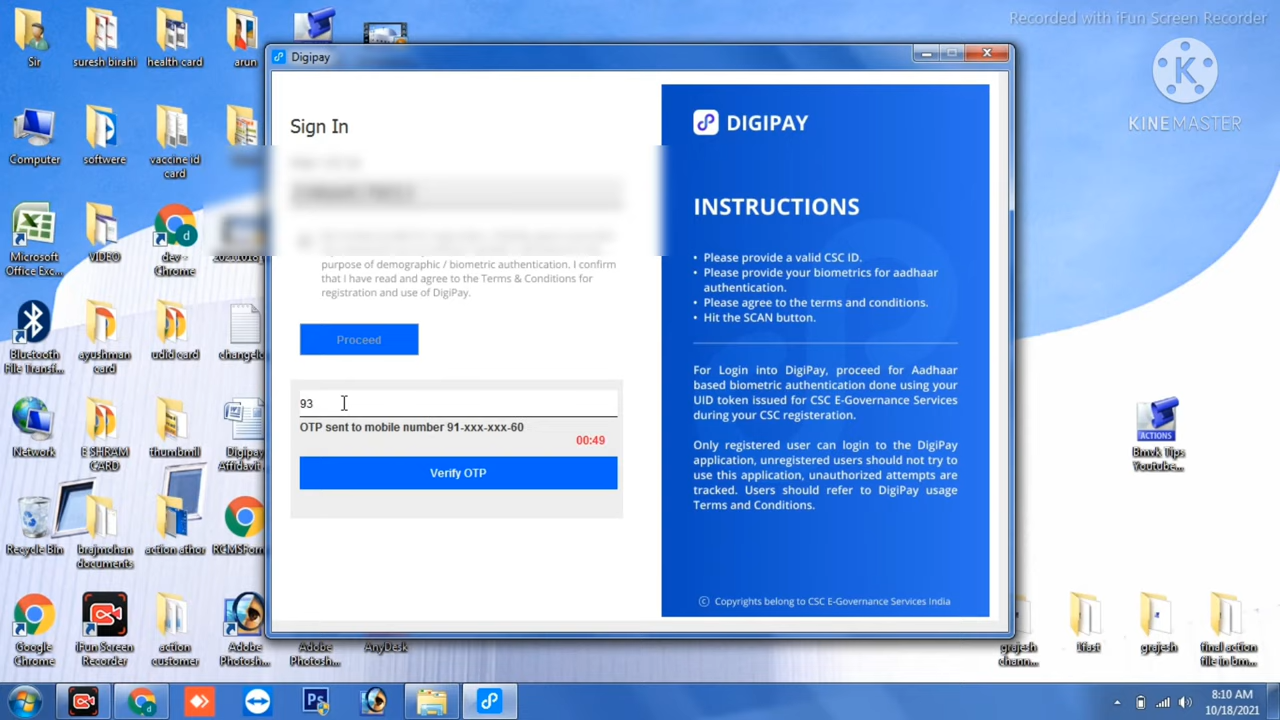 Recorded with iFun Screen Recorder
KINEMASTER
Sir
suresh birahi
health card
arun
Computer
softwere
vaccine id
card
Microsoft
Office Exc...
VIDEO
dev -
Chrome
Bluetooth
File Transf...
ayushman
card
udid card
changelo
Network
E SHRAM
CARD
thumbmill
Digipay
Affidavit
Recycle Bin
brajmohan
documents
action athor
RCMSForm
Google
Chrome
iFun Screen
Recorder
action
customer
Adobe
Photosh...
Adobe
Photosh...
AnyDesk
Digipay
Sign In
purpose of demographic / biometric authentication. I confirm
that I have read and agree to the Terms & Conditions for
registration and use of DigiPay.
Proceed
93
OTP sent to mobile number 91-xxx-xxx-60
00:49
Verify OTP
DIGIPAY
INSTRUCTIONS
• Please provide a valid CSC ID.
• Please provide your biometrics for aadhaar
authentication.
• Please agree to the terms and conditions.
• Hit the SCAN button.
For Login into DigiPay, proceed for Aadhaar
based biometric authentication done using your
UID token issued for CSC E-Governance Services
during your CSC registeration.
Only registered user can login to the DigiPay
application, unregistered users should not try to
use this application, unauthorized attempts are
tracked. Users should refer to DigiPay usage
Terms and Conditions.
© Copyrights belong to CSC E-Governance Services India
ACTIONS
Bmvk Tips
Youtube...
grajesh
chann...
1fast
grajesh
final action
file in bm...
Ps
8:10 AM
10/18/2021